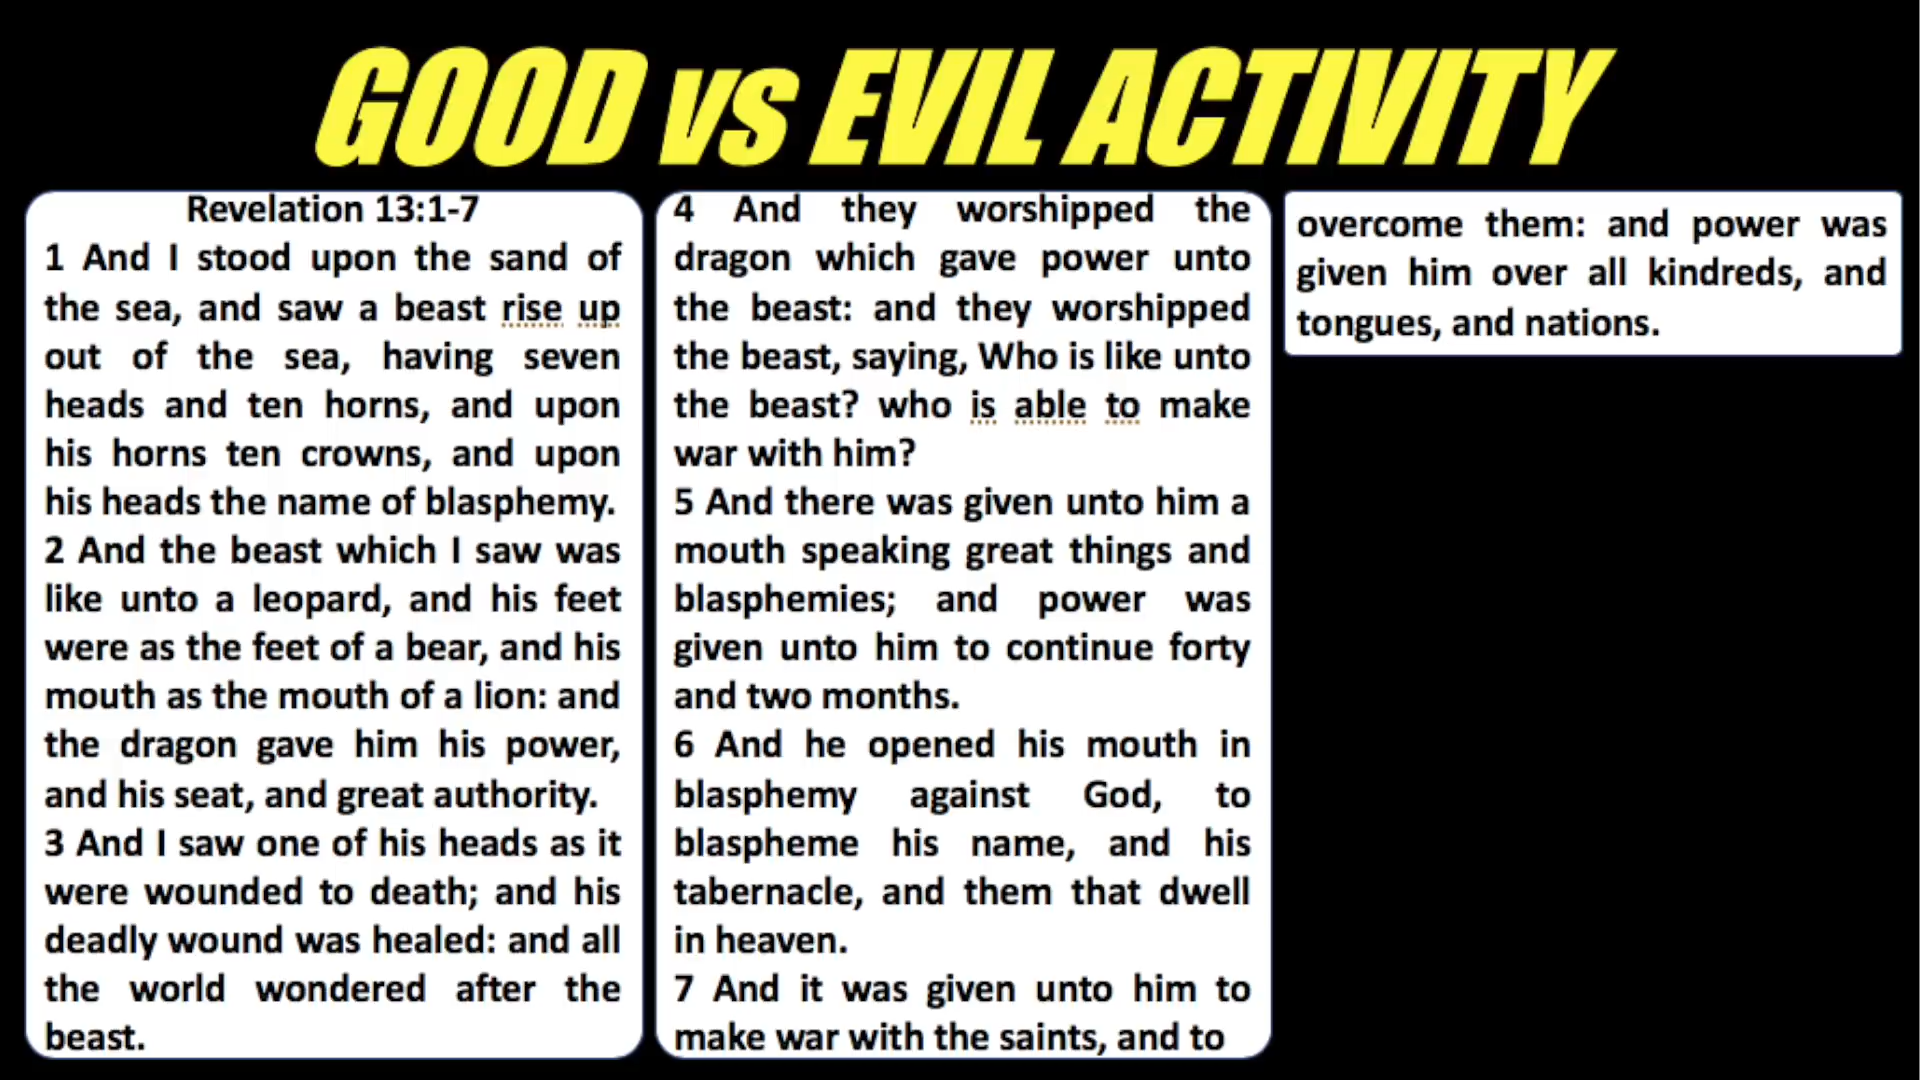 GOOD vs EVIL ACTIVITY
Revelation 13:1-7
1 And I stood upon the sand of
the sea, and saw a beast rise up
out of the sea, having seven
heads and ten horns, and upon
his horns ten crowns, and upon
his heads the name of blasphemy.
2 And the beast which I saw was
like unto a leopard, and his feet
were as the feet of a bear, and his
mouth as the mouth of a lion: and
the dragon gave him his power,
and his seat, and great authority.
3 And I saw one of his heads as it
were wounded to death; and his
deadly wound was healed: and all
the world wondered after the
beast.
4 And they worshipped the
dragon which gave power unto
the beast: and they worshipped
the beast, saying, Who is like unto
the beast? who is able to make
war with him?
5 And there was given unto him a
mouth speaking great things and
blasphemies; and power was
given unto him to continue forty
and two months.
6 And he opened his mouth in
blasphemy against God, to
blaspheme his name, and his
tabernacle, and them that dwell
in heaven.
7 And it was given unto him to
make war with the saints, and to
overcome them: and power was
given him over all kindreds, and
tongues, and nations.